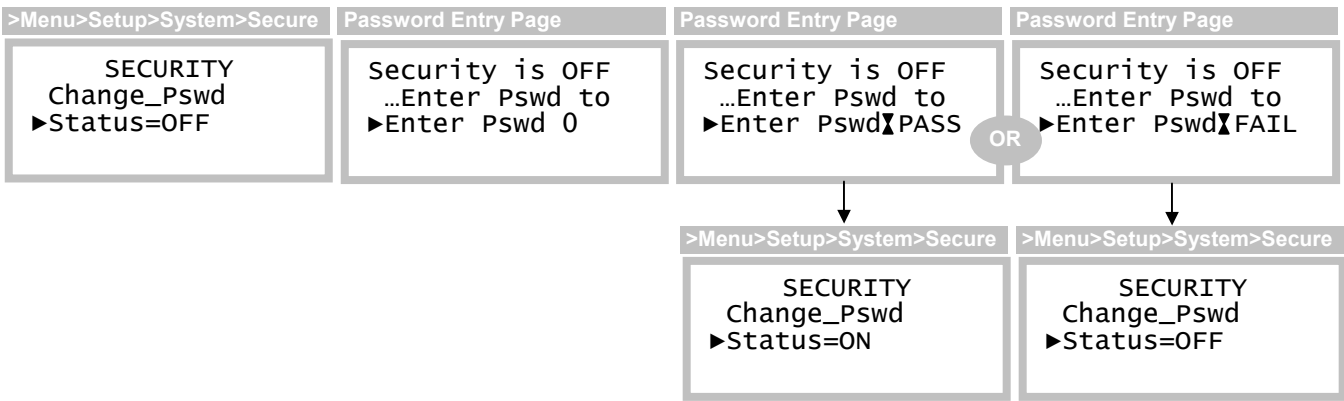 >Menu>Setup>System>Secure
SECURITY
Change_Pswd
►Status=OFF
Password Entry Page
Security is OFF
…Enter Pswd to
►Enter Pswd 0
Password Entry Page
Security is OFF
…Enter Pswd to
►Enter Pswd PASS
OR
Password Entry Page
Security is OFF
…Enter Pswd to
►Enter Pswd FAIL
>Menu>Setup>System>Secure
SECURITY
Change_Pswd
►Status=ON
>Menu>Setup>System>Secure
SECURITY
Change_Pswd
►Status=OFF